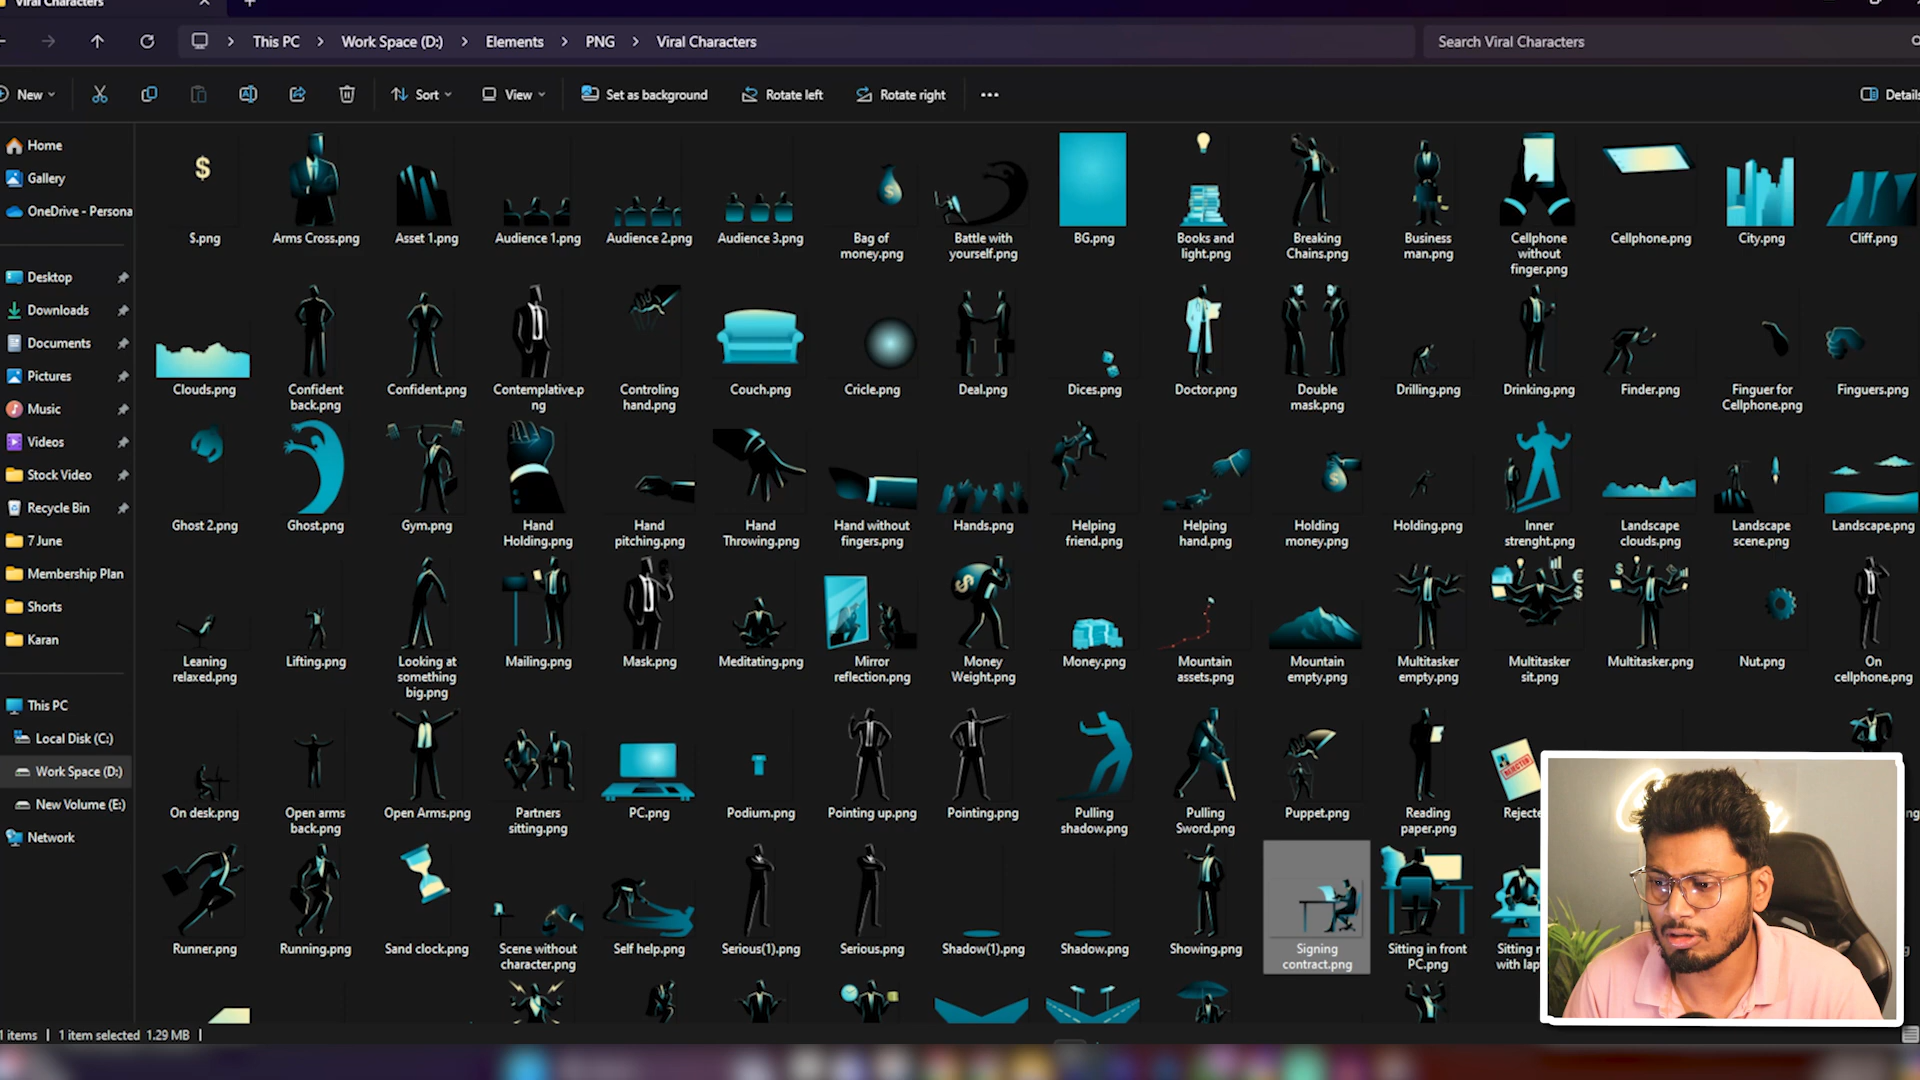 Viral Characters
This PC > Work Space (D:) > Elements > PNG > Viral Characters
Search Viral Characters
New
Sort
View
Set as background
Rotate left
Rotate right
Details
Home
Gallery
OneDrive - Persona
Desktop
Downloads
Documents
Pictures
Music
Videos
Stock Video
Recycle Bin
7 June
Membership Plan
Shorts
Karan
This PC
Local Disk (C:)
Work Space (D:)
New Volume (E:)
Network
$.png
Arms Cross.png
Asset 1.png
Audience 1.png
Audience 2.png
Audience 3.png
Bag of
money.png
Battle with
yourself.png
BG.png
Books and
light.png
Breaking
Chains.png
Business
man.png
Cellphone
without
finger.png
Cellphone.png
City.png
Cliff.png
Clouds.png
Confident
back.png
Confident.png
Contemplative.p
ng
Controling
hand.png
Couch.png
Cricle.png
Deal.png
Dices.png
Doctor.png
Double
mask.png
Drilling.png
Drinking.png
Finder.png
Finguer for
Cellphone.png
Finguers.png
Ghost 2.png
Ghost.png
Gym.png
Hand
Holding.png
Hand
pitching.png
Hand
Throwing.png
Hand without
fingers.png
Hands.png
Helping
friend.png
Helping
hand.png
Holding
money.png
Holding.png
Inner
strenght.png
Landscape
clouds.png
Landscape
scene.png
Landscape.png
Leaning
relaxed.png
Lifting.png
Looking at
something
big.png
Mailing.png
Mask.png
Meditating.png
Mirror
reflection.png
Money
Weight.png
Money.png
Mountain
assets.png
Mountain
empty.png
Multitasker
empty.png
Multitasker
sit.png
Multitasker.png
Nut.png
On
cellphone.png
On desk.png
Open arms
back.png
Open Arms.png
Partners
sitting.png
PC.png
Podium.png
Pointing up.png
Pointing.png
Pulling
shadow.png
Pulling
Sword.png
Puppet.png
Reading
paper.png
REJECTED
Rejecte
Runner.png
Running.png
Sand clock.png
Scene without
character.png
Self help.png
Serious(1).png
Serious.png
Shadow(1).png
Shadow.png
Showing.png
Signing
contract.png
Sitting in front
PC.png
Sitting
with lap
1 items | 1 item selected 1.29 MB |